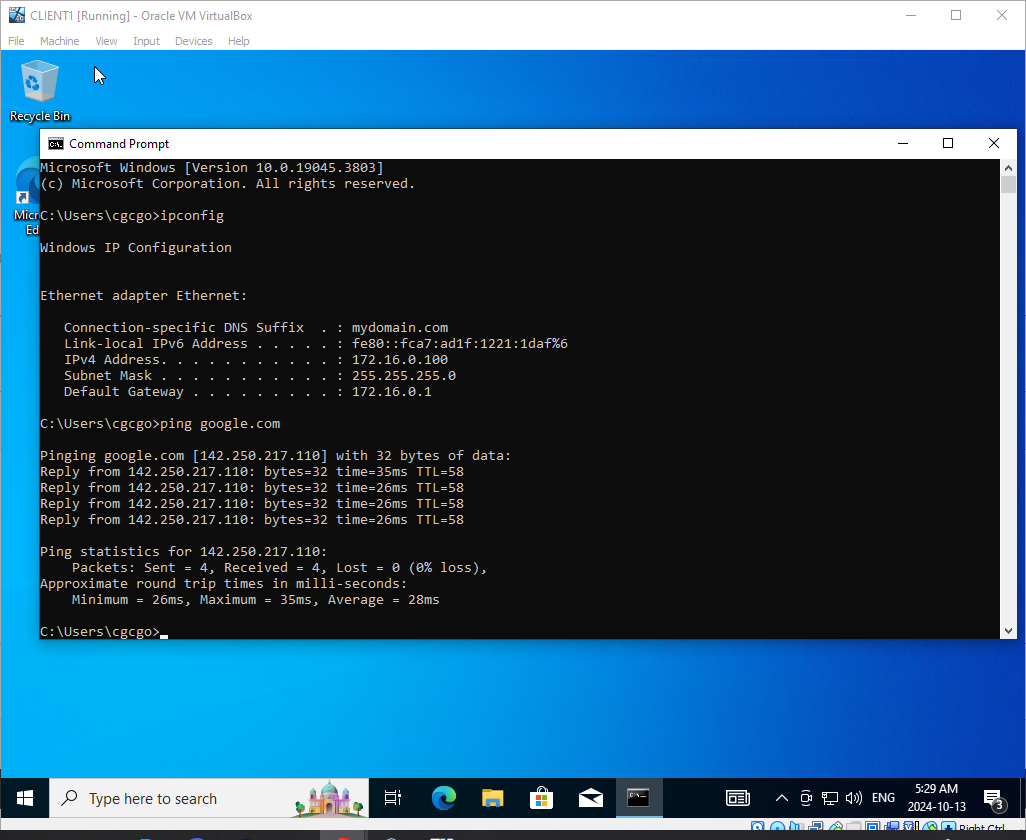 CLIENT1 [Running] - Oracle VM VirtualBox
File Machine View Input Devices Help
Recycle Bin
Command Prompt
Micr
Ed
Microsoft Windows [Version 10.0.19045.3803]
(c) Microsoft Corporation. All rights reserved.
C:\Users\cgcgo>ipconfig
Windows IP Configuration
Ethernet adapter Ethernet:
Connection-specific DNS Suffix  . : mydomain.com
Link-local IPv6 Address . . . . . : fe80::fca7:ad1f:1221:1daf%6
IPv4 Address. . . . . . . . . . . : 172.16.0.100
Subnet Mask . . . . . . . . . . . : 255.255.255.0
Default Gateway . . . . . . . . . : 172.16.0.1
C:\Users\cgcgo>ping google.com
Pinging google.com [142.250.217.110] with 32 bytes of data:
Reply from 142.250.217.110: bytes=32 time=35ms TTL=58
Reply from 142.250.217.110: bytes=32 time=26ms TTL=58
Reply from 142.250.217.110: bytes=32 time=26ms TTL=58
Reply from 142.250.217.110: bytes=32 time=26ms TTL=58
Ping statistics for 142.250.217.110:
Packets: Sent = 4, Received = 4, Lost = 0 (0% loss),
Approximate round trip times in milli-seconds:
Minimum = 26ms, Maximum = 35ms, Average = 28ms
C:\Users\cgcgo>
Type here to search
ENG
5:29 AM
2024-10-13
3
Right Ctrl